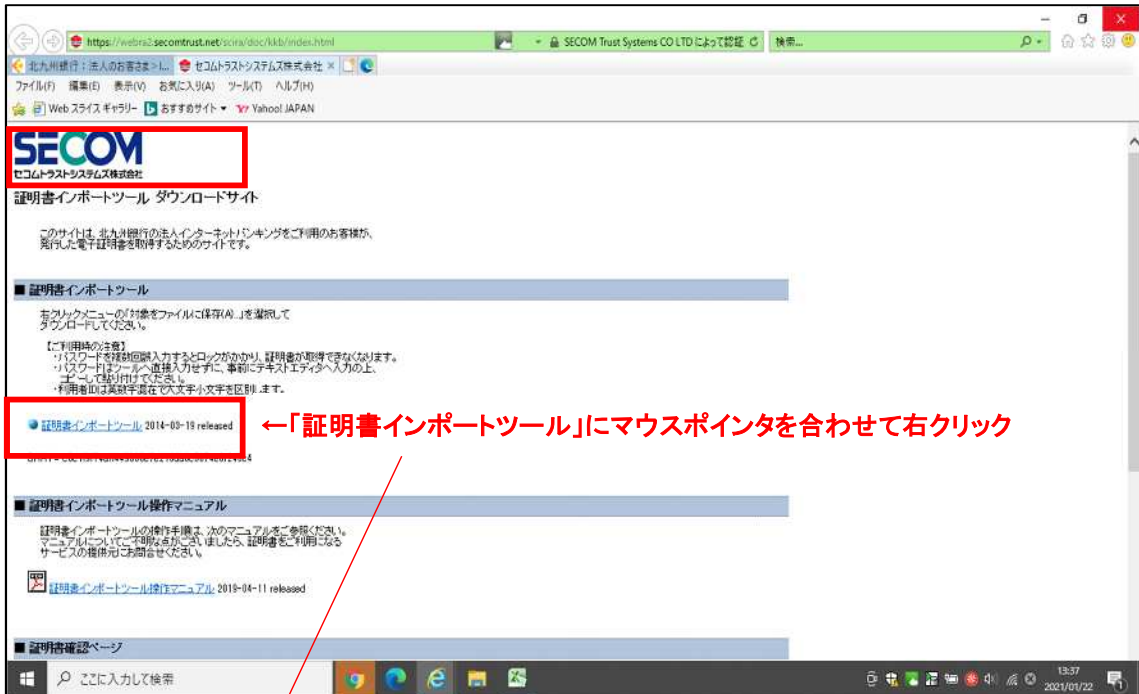 https://webra2.secomtrust.net/scira/doc/kkb/index.html
SECOM Trust Systems CO LTD によって認証
検索...
北九州銀行：法人のお客さま > I...
セコムトラストシステムズ株式会社
ファイル(F) 編集(E) 表示(V) お気に入り(A) ツール(T) ヘルプ(H)
Web スライス ギャラリー おすすめサイト Yahoo! JAPAN
SECOM
セコムトラストシステムズ株式会社
証明書インポートツール ダウンロードサイト
このサイトは、北九州銀行の法人インターネットバンキングをご利用のお客様が、
発行した電子証明書を取得するためのサイトです。
■ 証明書インポートツール
右クリックメニューの「対象をファイルに保存(A)...」を選択して
ダウンロードしてください。
【ご利用時の注意】
・パスワードを複数回誤入力するとロックがかかり、証明書が取得できなくなります。
・パスワードはツールへ直接入力せずに、事前にテキストエディタへ入力の上、
コピーして貼り付けてください。
・利用者IDは英数字混在で大文字小文字を区別します。
証明書インポートツール 2014-03-19 released
←「証明書インポートツール」にマウスポインタを合わせて右クリック
■ 証明書インポートツール操作マニュアル
証明書インポートツールの操作手順は、次のマニュアルをご参照ください。
マニュアルについてご不明な点がございましたら、証明書をご利用になる
サービスの提供元にお問合せください。
証明書インポートツール操作マニュアル 2019-04-11 released
■ 証明書確認ページ
ここに入力して検索
13:37
2021/01/22